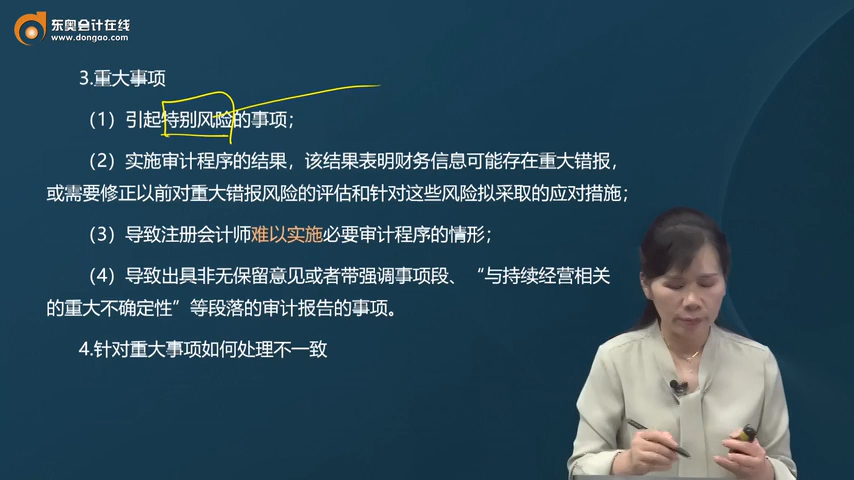 东奥会计在线
www.dongao.com
3.重大事项
（1）引起特别风险的事项；
（2）实施审计程序的结果，该结果表明财务信息可能存在重大错报，
或需要修正以前对重大错报风险的评估和针对这些风险拟采取的应对措施；
（3）导致注册会计师难以实施必要审计程序的情形；
（4）导致出具非无保留意见或者带强调事项段、“与持续经营相关
的重大不确定性”等段落的审计报告的事项。
4.针对重大事项如何处理不一致